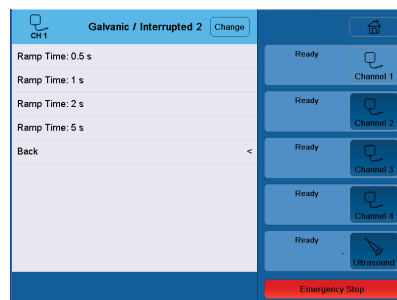 CH 1
Galvanic / Interrupted 2
Change
Ramp Time: 0.5 s
Ramp Time: 1 s
Ramp Time: 2 s
Ramp Time: 5 s
Back <
Ready
Channel 1
Ready
Channel 2
Ready
Channel 3
Ready
Channel 4
Ready
-
Ultrasound
Emergency Stop